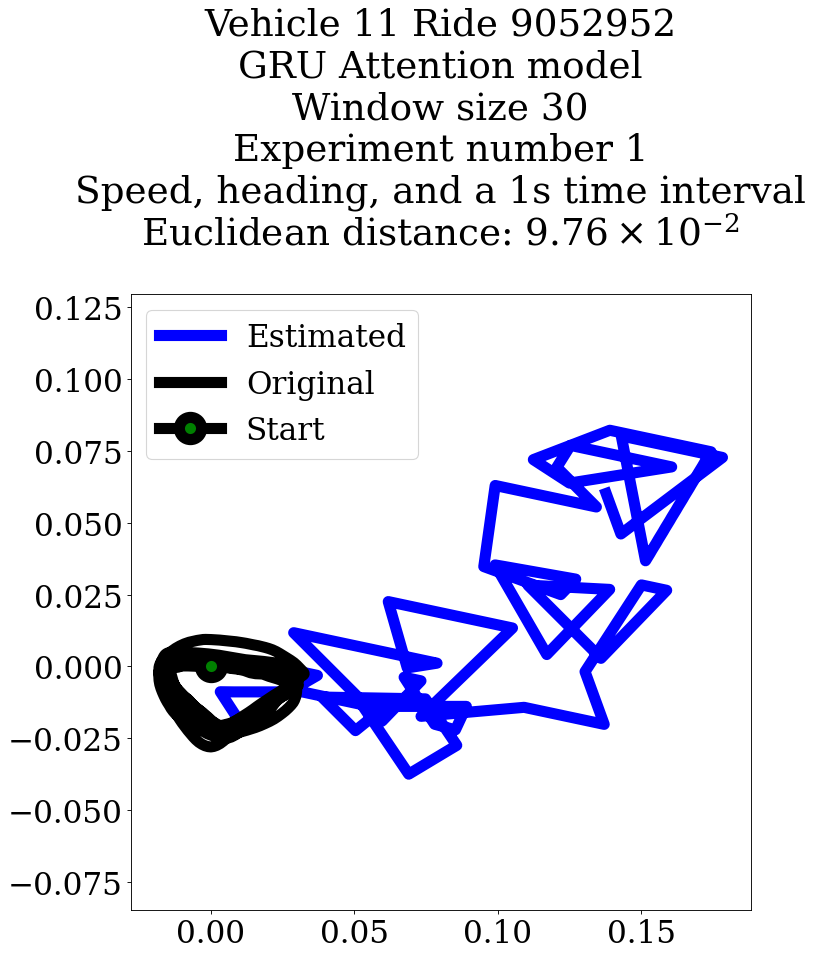 Vehicle 11 Ride 9052952
GRU Attention model
Window size 30
Experiment number 1
Speed, heading, and a 1s time interval
Euclidean distance: 9.76 × 10⁻²
0.125
0.100
0.075
0.050
0.025
0.000
−0.025
−0.050
−0.075
Estimated
Original
Start
0.00 0.05 0.10 0.15